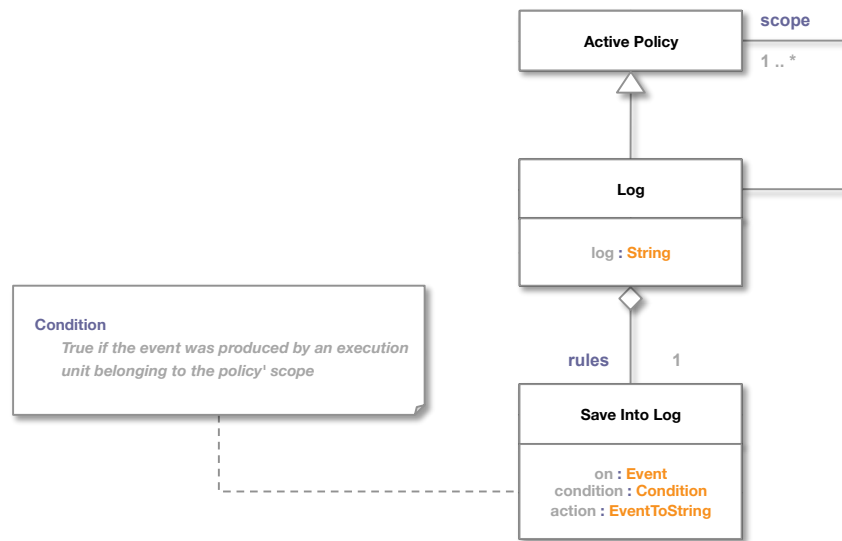 scope
Active Policy
1 .. *
Log
log : String
Condition
True if the event was produced by an execution
unit belonging to the policy' scope
rules 1
Save Into Log
on : Event
condition : Condition
action : EventToString